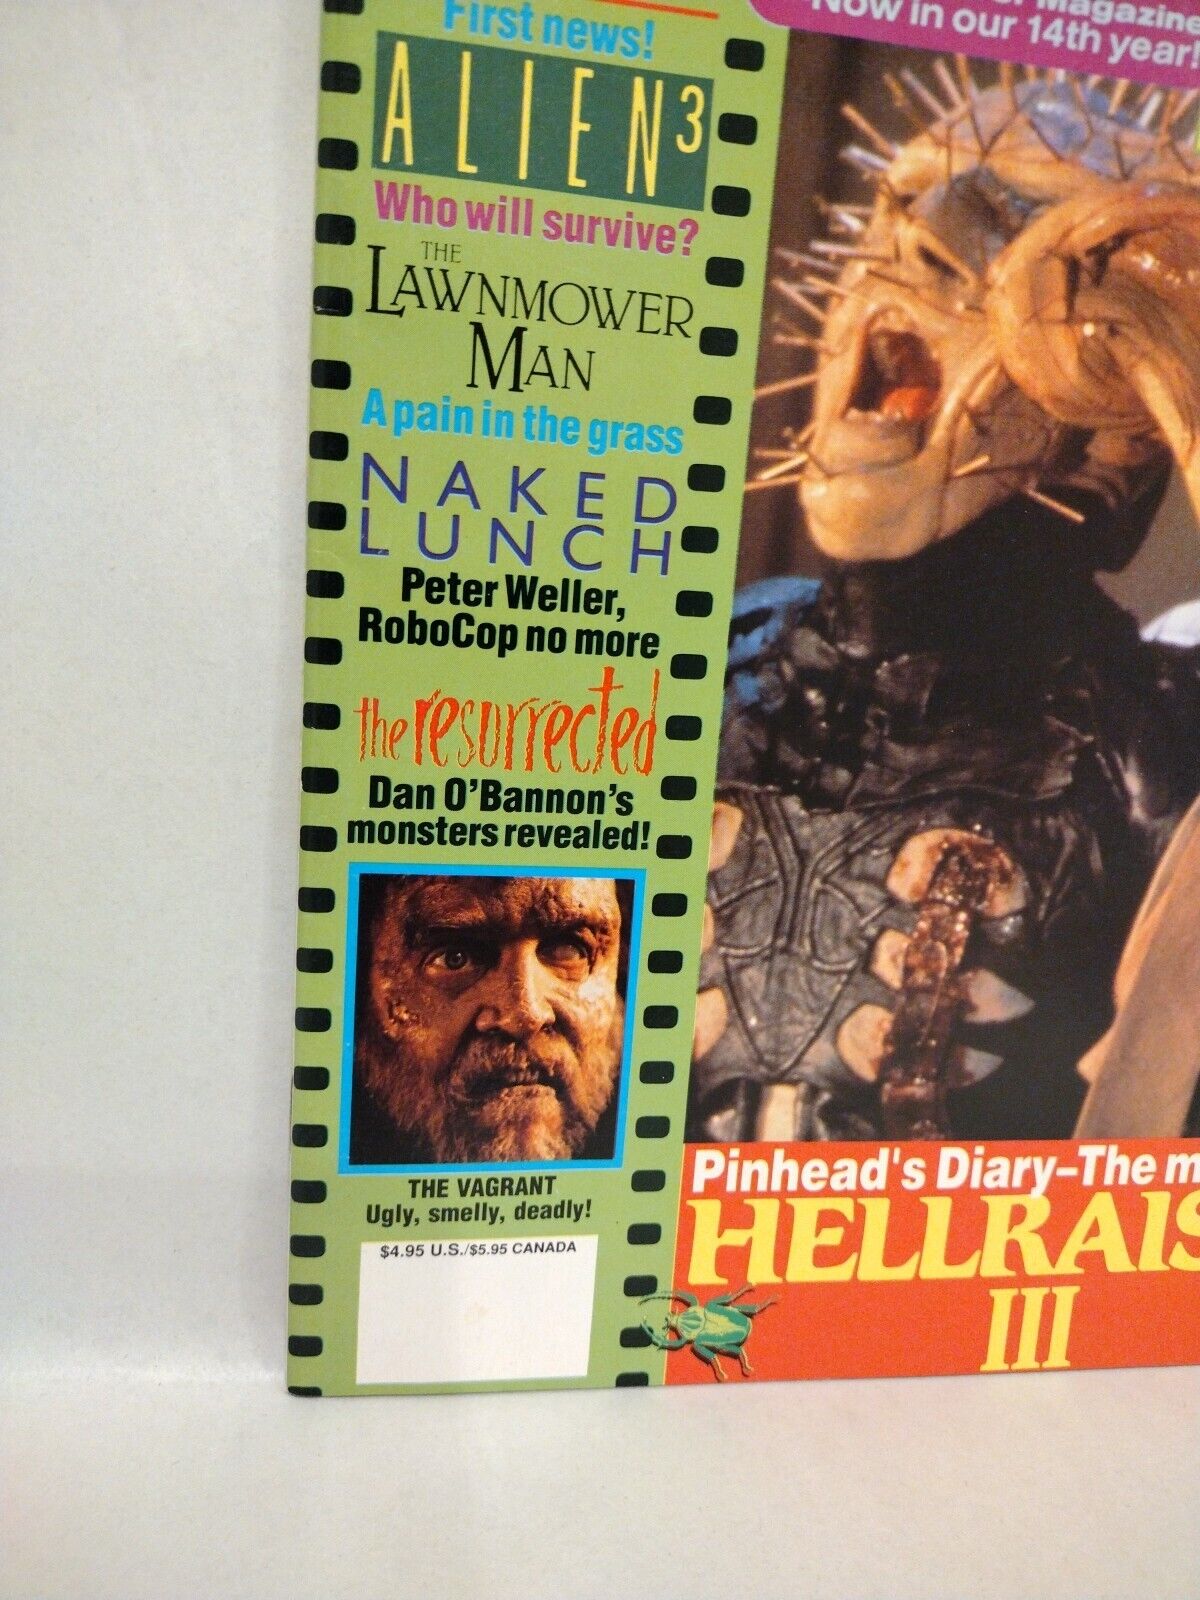 First news!
ALIEN3
Who will survive?
THE
LAWNMOWER
MAN
A pain in the grass
NAKED
LUNCH
Peter Weller,
RoboCop no more
the resurrected
Dan O'Bannon's
monsters revealed!
THE VAGRANT
Ugly, smelly, deadly!
$4.95 U.S./$5.95 CANADA
Magazine
Now in our 14th year!
Pinhead's Diary–The m
HELLRAIS
III